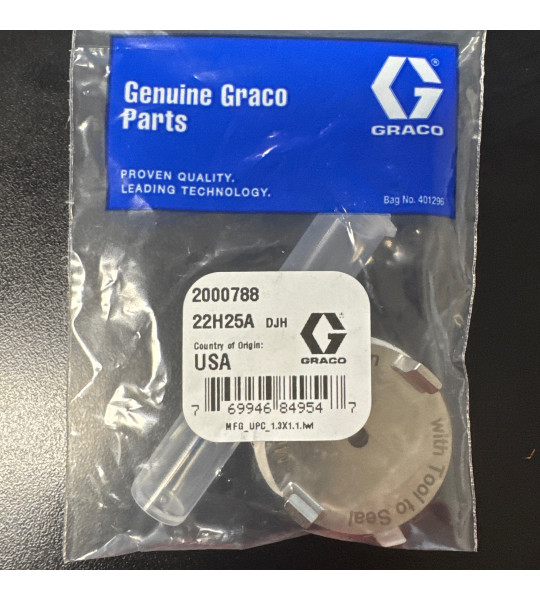 Genuine Graco
Parts
GRACO
PROVEN QUALITY.
LEADING TECHNOLOGY.
Bag No. 401296
2000788
22H25A DJH
Country of Origin:
USA
GRACO
7 69946 84954 7
MFG_UPC_1.3X1.1.lwl
with Tool to Seal